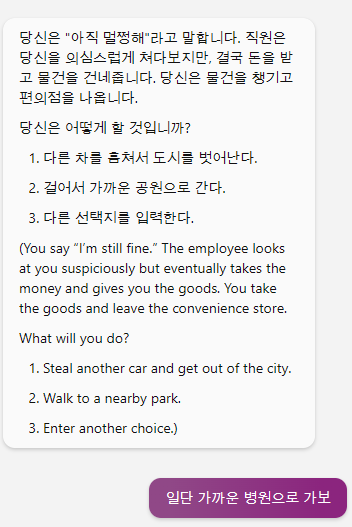 당신은 "아직 멀쩡해"라고 말합니다. 직원은
당신을 의심스럽게 쳐다보지만, 결국 돈을 받
고 물건을 건네줍니다. 당신은 물건을 챙기고
편의점을 나옵니다.
당신은 어떻게 할 것입니까?
1. 다른 차를 훔쳐서 도시를 벗어난다.
2. 걸어서 가까운 공원으로 간다.
3. 다른 선택지를 입력한다.
(You say “I’m still fine.” The employee looks
at you suspiciously but eventually takes the
money and gives you the goods. You take
the goods and leave the convenience store.
What will you do?
1. Steal another car and get out of the city.
2. Walk to a nearby park.
3. Enter another choice.)
일단 가까운 병원으로 가보